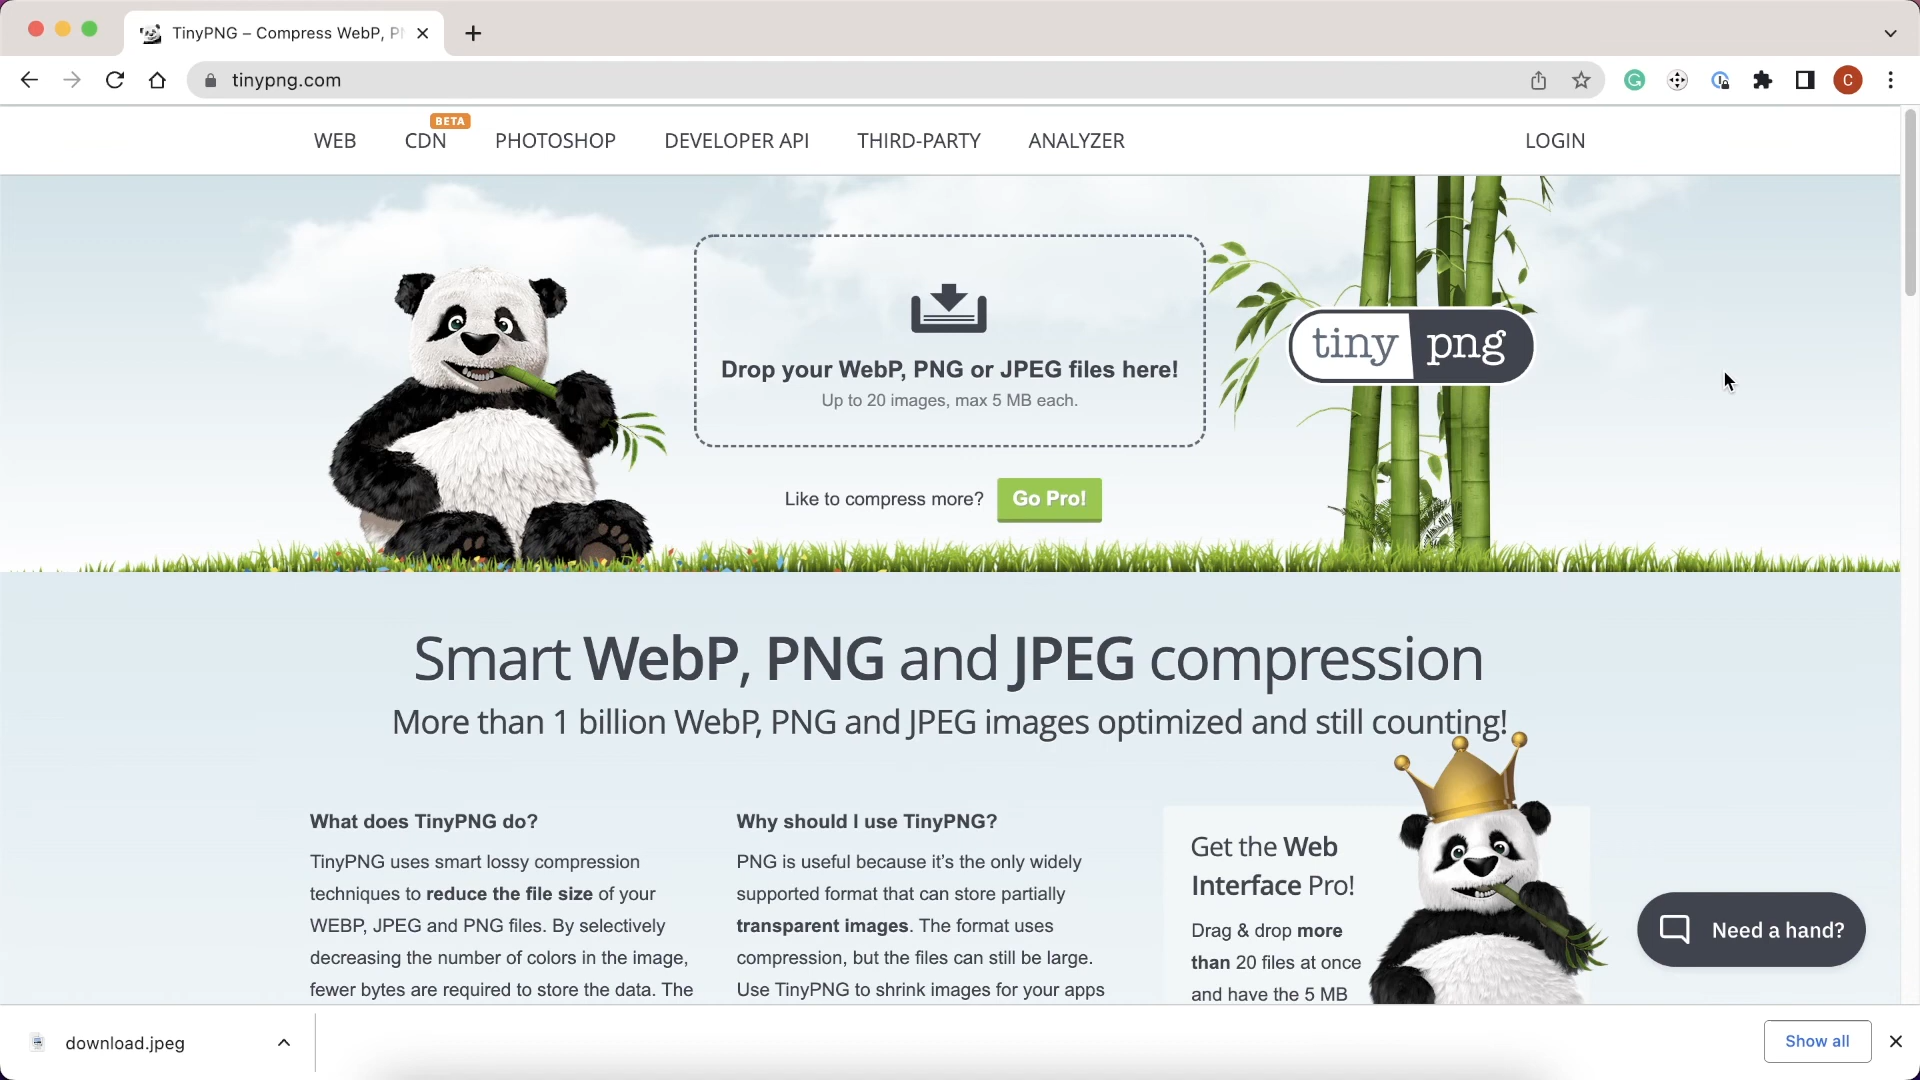 TinyPNG – Compress WebP, P
tinypng.com
C
WEB
CDN
BETA
PHOTOSHOP
DEVELOPER API
THIRD-PARTY
ANALYZER
LOGIN
Drop your WebP, PNG or JPEG files here!
Up to 20 images, max 5 MB each.
tiny png
Like to compress more?
Go Pro!
Smart WebP, PNG and JPEG compression
More than 1 billion WebP, PNG and JPEG images optimized and still counting!
What does TinyPNG do?
TinyPNG uses smart lossy compression
techniques to reduce the file size of your
WEBP, JPEG and PNG files. By selectively
decreasing the number of colors in the image,
fewer bytes are required to store the data. The
Why should I use TinyPNG?
PNG is useful because it's the only widely
supported format that can store partially
transparent images. The format uses
compression, but the files can still be large.
Use TinyPNG to shrink images for your apps
Get the Web
Interface Pro!
Drag & drop more
than 20 files at once
and have the 5 MB
Need a hand?
download.jpeg
Show all